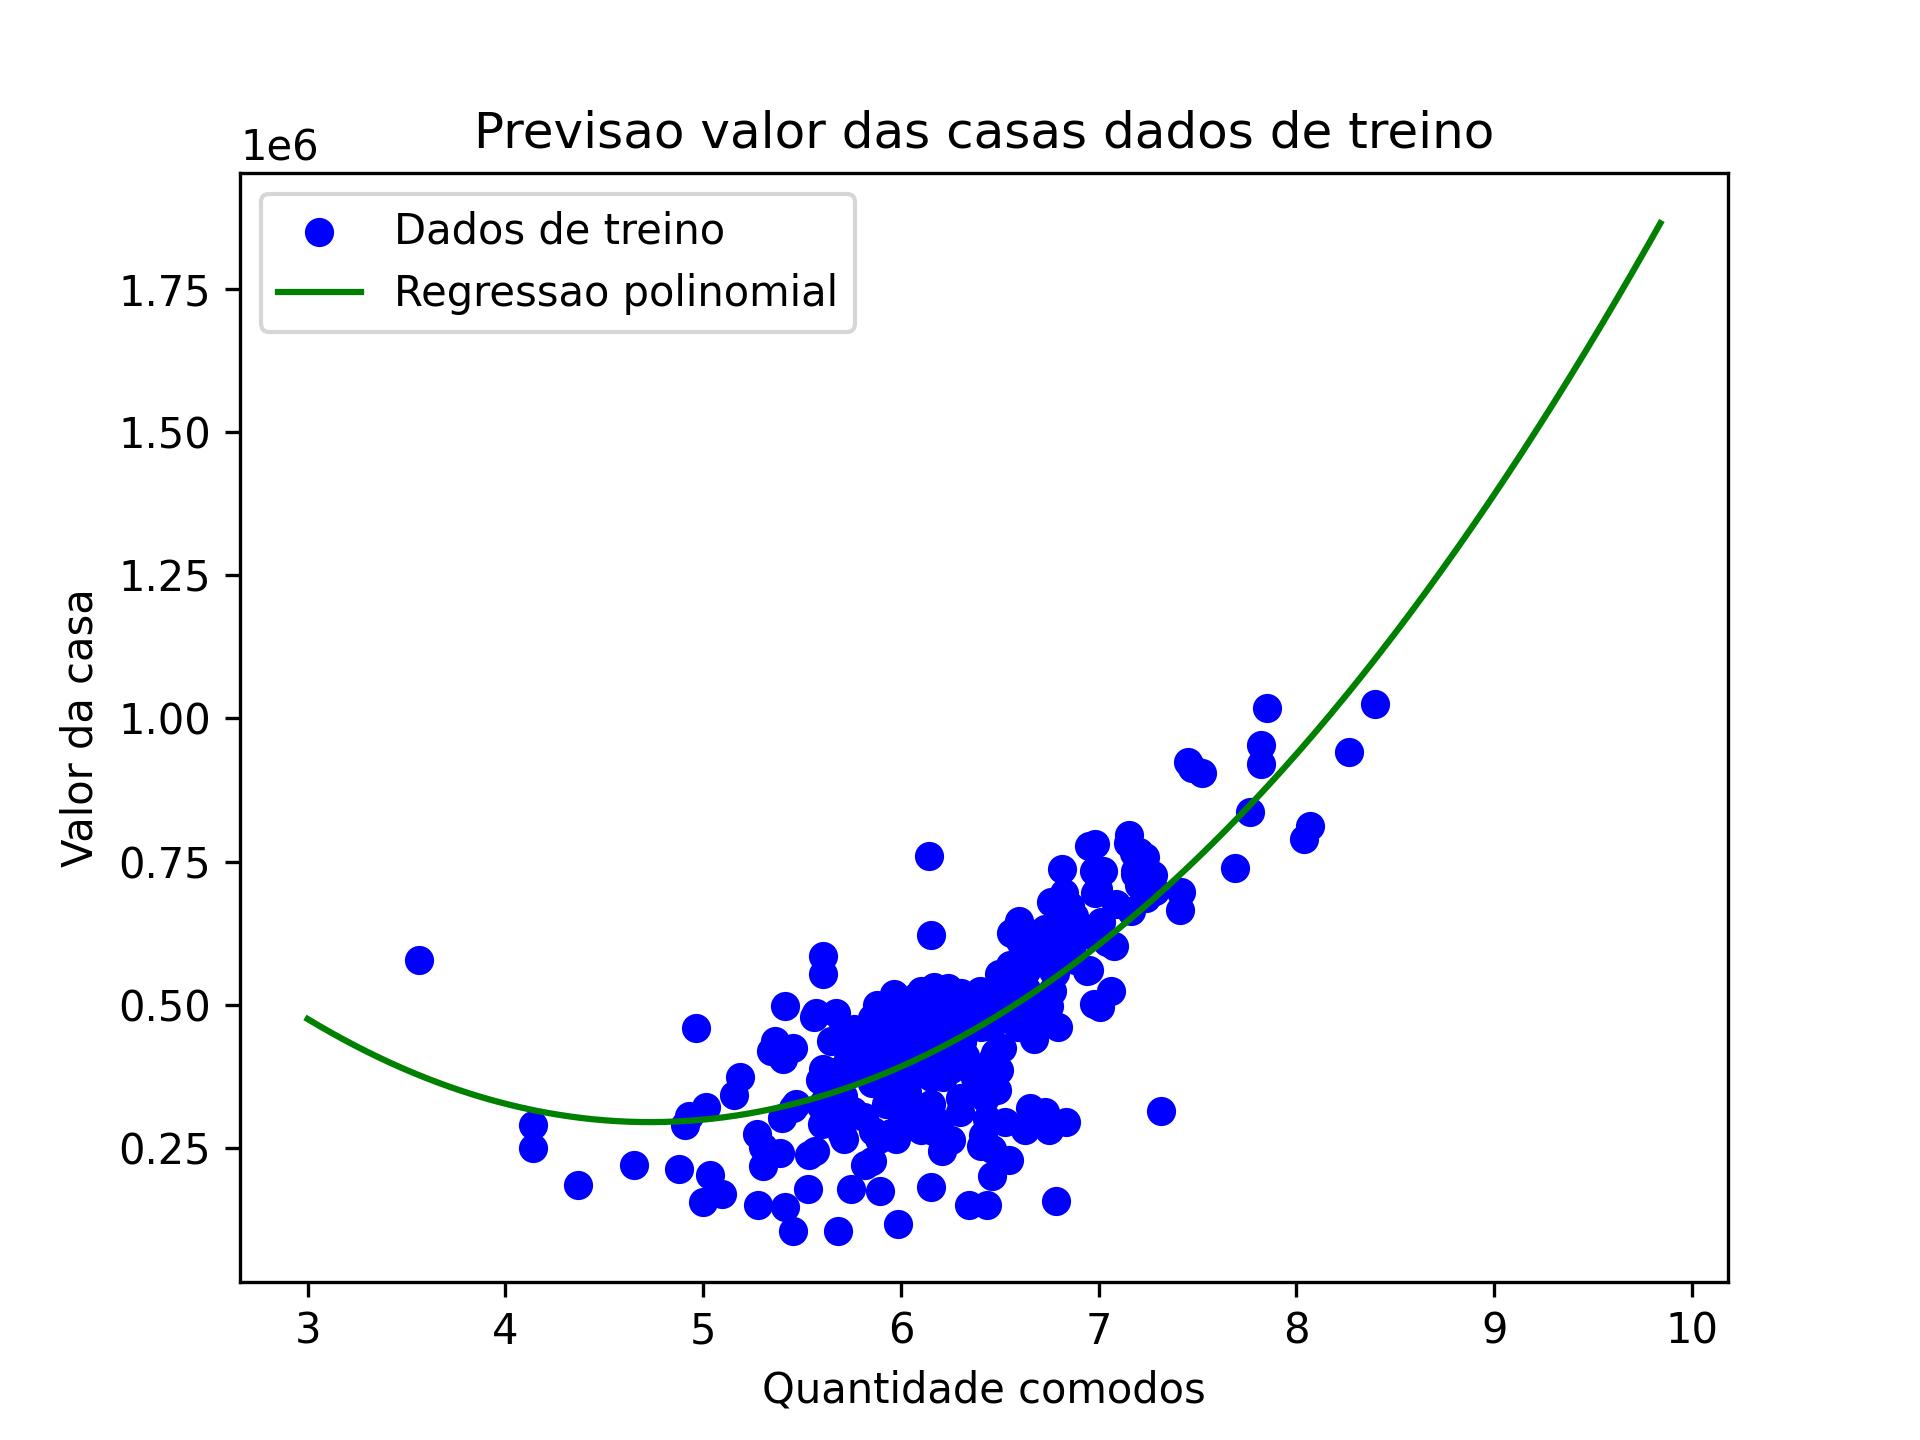 Previsao valor das casas dados de treino
1e6
Dados de treino
Regressao polinomial
1.75
1.50
1.25
1.00
0.75
0.50
0.25
Valor da casa
3 4 5 6 7 8 9 10
Quantidade comodos